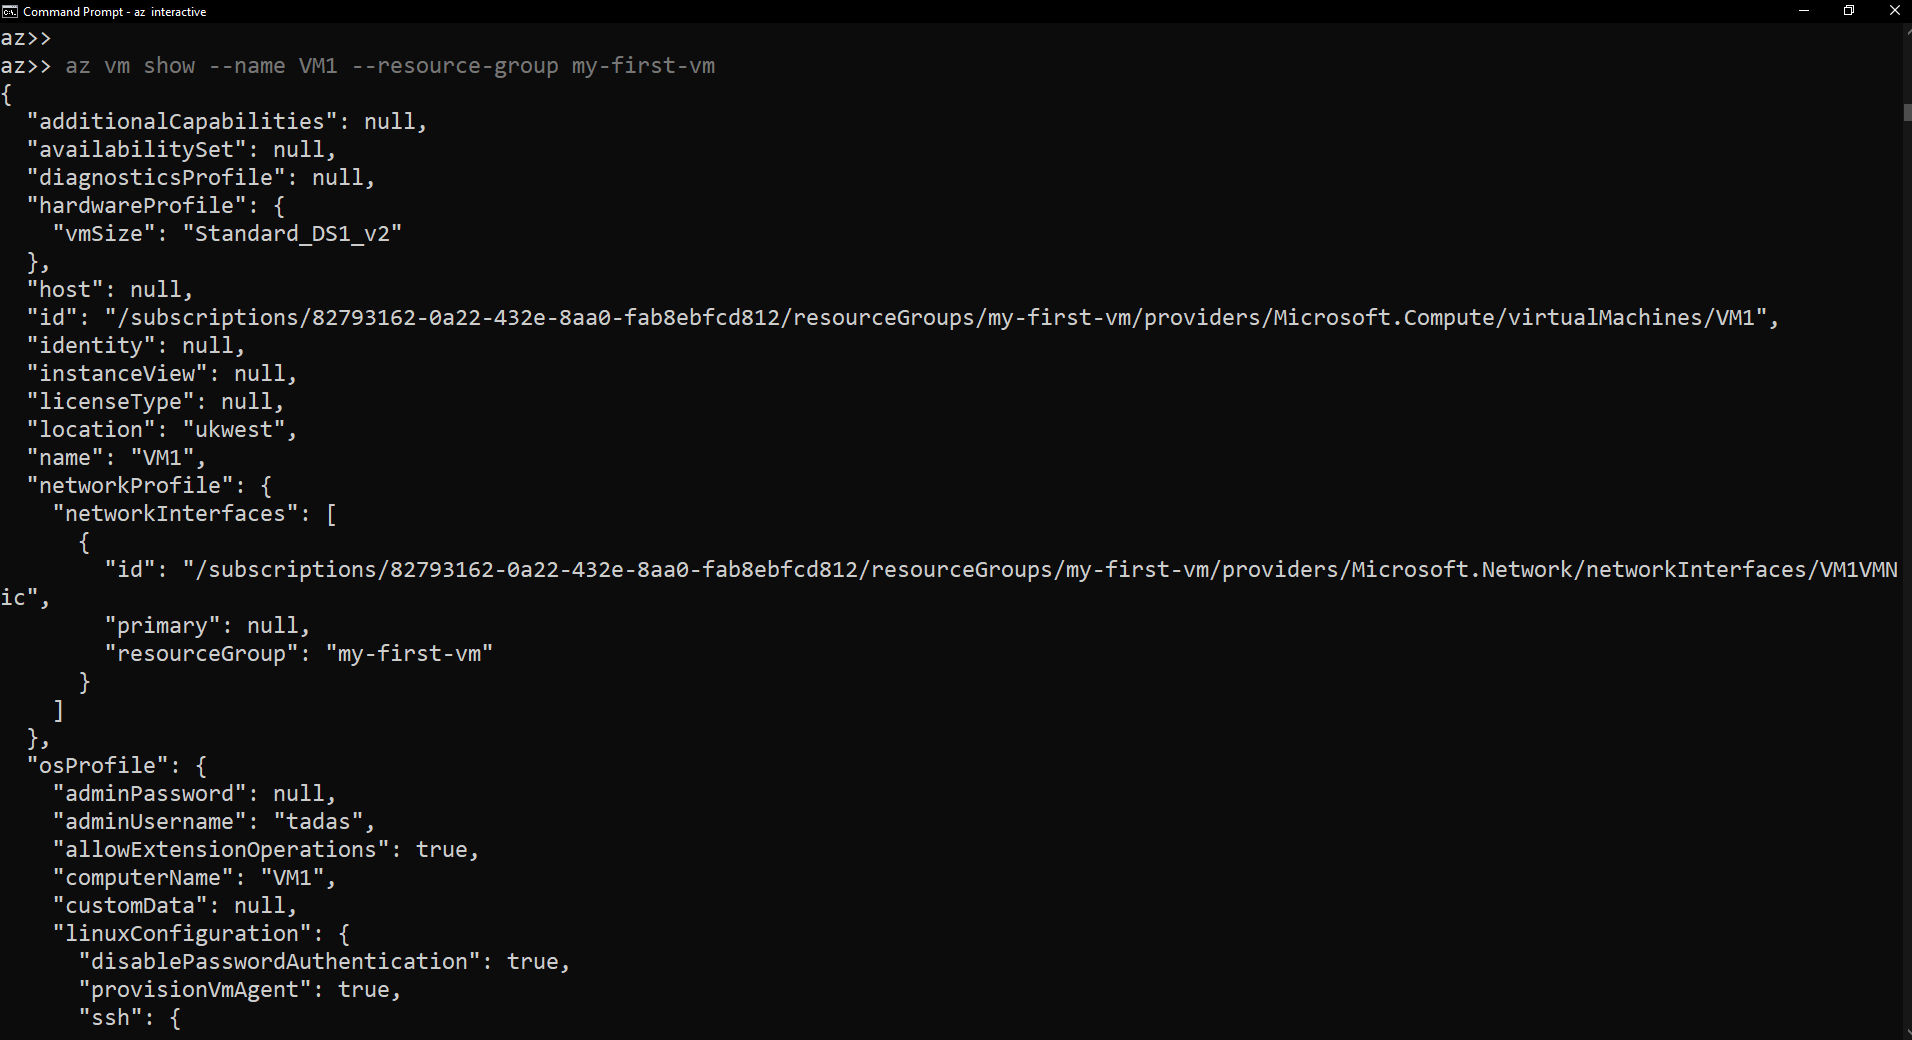 Command Prompt - az  interactive
az>>
az>> az vm show --name VM1 --resource-group my-first-vm
{
  "additionalCapabilities": null,
  "availabilitySet": null,
  "diagnosticsProfile": null,
  "hardwareProfile": {
    "vmSize": "Standard_DS1_v2"
  },
  "host": null,
  "id": "/subscriptions/82793162-0a22-432e-8aa0-fab8ebfcd812/resourceGroups/my-first-vm/providers/Microsoft.Compute/virtualMachines/VM1",
  "identity": null,
  "instanceView": null,
  "licenseType": null,
  "location": "ukwest",
  "name": "VM1",
  "networkProfile": {
    "networkInterfaces": [
      {
        "id": "/subscriptions/82793162-0a22-432e-8aa0-fab8ebfcd812/resourceGroups/my-first-vm/providers/Microsoft.Network/networkInterfaces/VM1VMN
ic",
        "primary": null,
        "resourceGroup": "my-first-vm"
      }
    ]
  },
  "osProfile": {
    "adminPassword": null,
    "adminUsername": "tadas",
    "allowExtensionOperations": true,
    "computerName": "VM1",
    "customData": null,
    "linuxConfiguration": {
      "disablePasswordAuthentication": true,
      "provisionVmAgent": true,
      "ssh": {